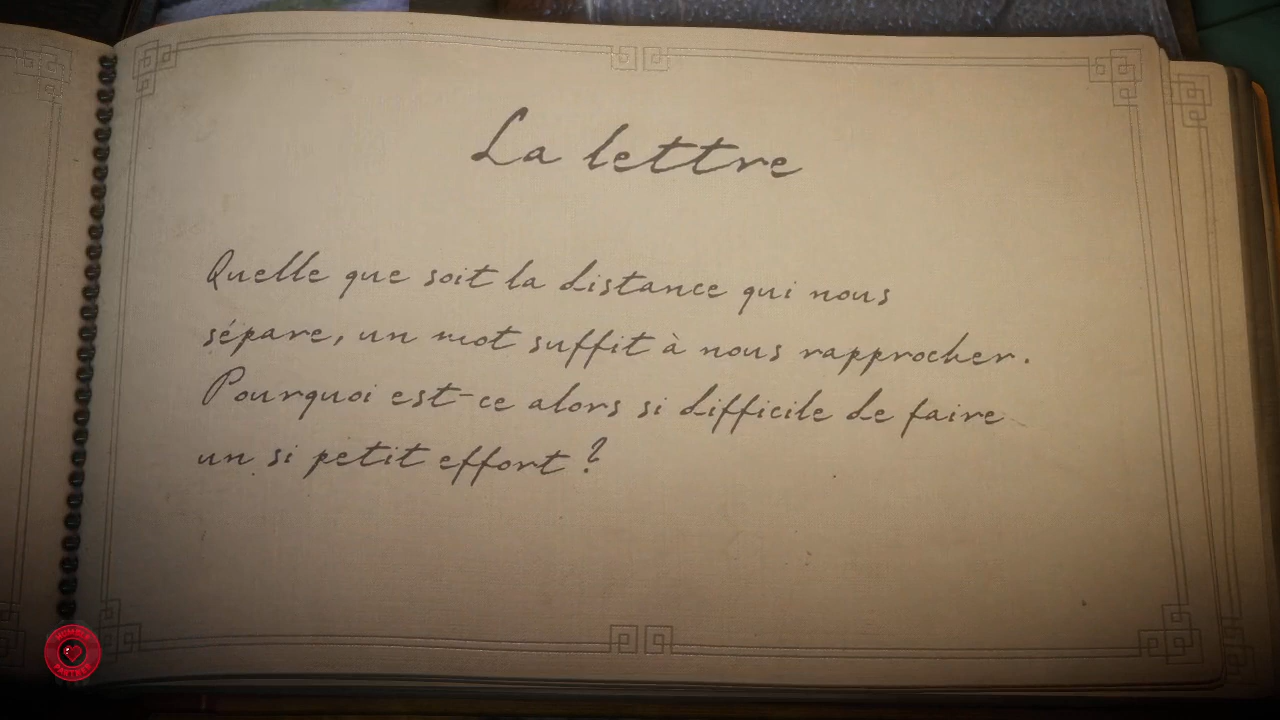 La lettre
Quelle que soit la distance qui nous
sépare, un mot suffit à nous rapprocher.
Pourquoi est-ce alors si difficile de faire
un si petit effort ?
PARTNER